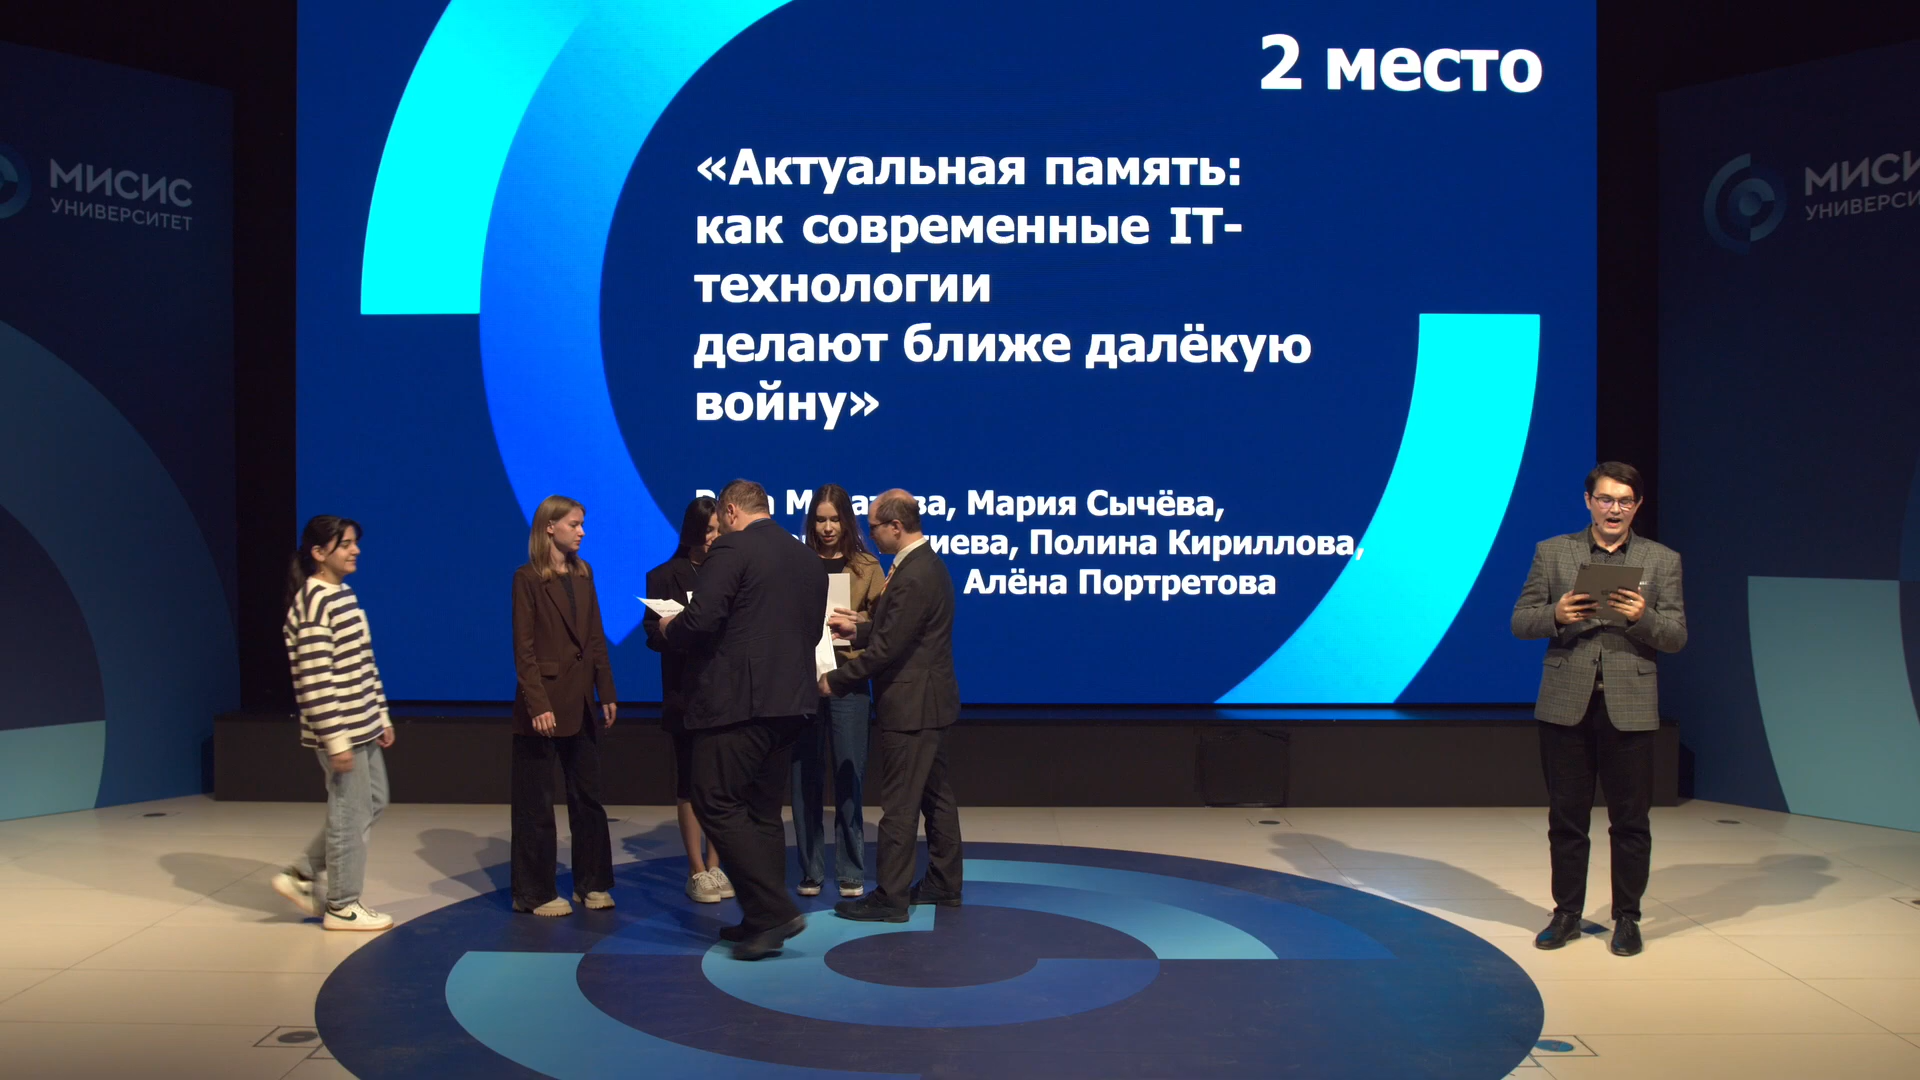 2 место
МИСИС
УНИВЕРСИТЕТ
«Актуальная память:
как современные IT-
технологии
делают ближе далёкую
войну»
Мария Сычёва,
Полина Кириллова,
Алёна Портретова